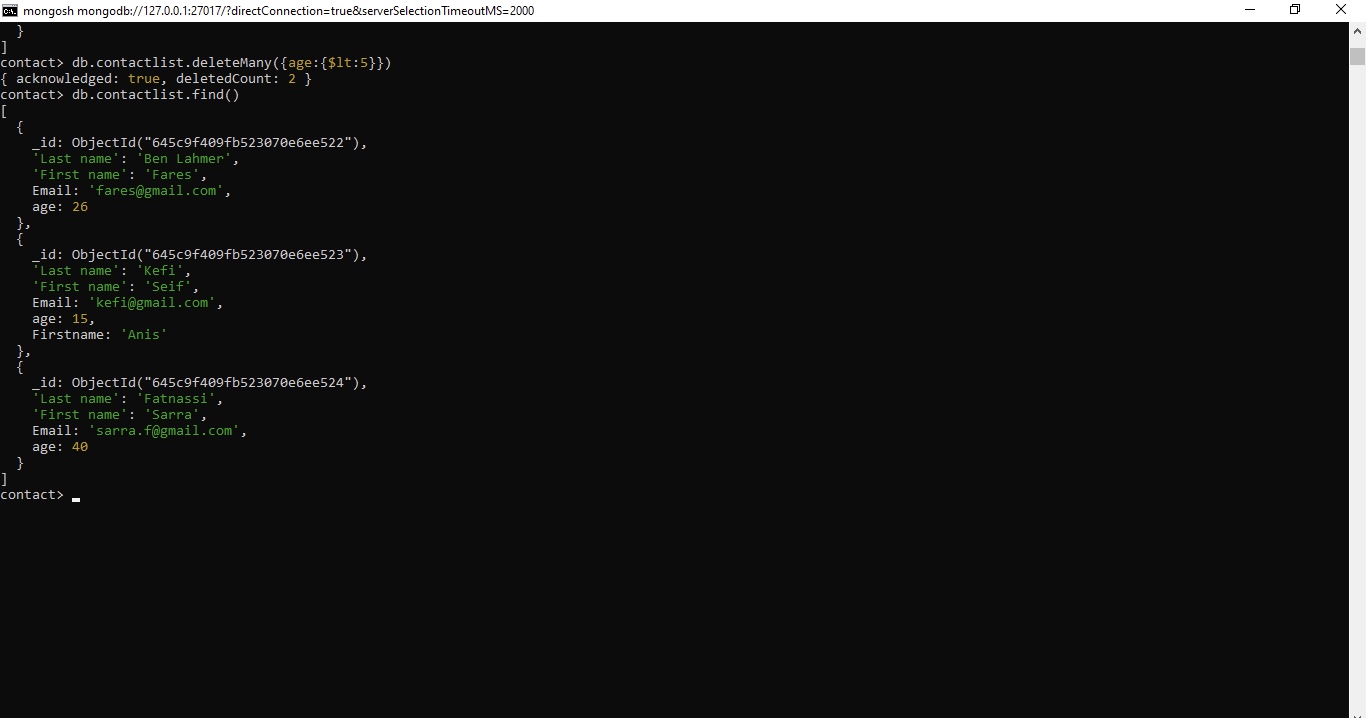 mongosh mongodb://127.0.0.1:27017/?directConnection=true&serverSelectionTimeoutMS=2000
  }
]
contact> db.contactlist.deleteMany({age:{$lt:5}})
{ acknowledged: true, deletedCount: 2 }
contact> db.contactlist.find()
[
  {
    _id: ObjectId("645c9f409fb523070e6ee522"),
    'Last name': 'Ben Lahmer',
    'First name': 'Fares',
    Email: 'fares@gmail.com',
    age: 26
  },
  {
    _id: ObjectId("645c9f409fb523070e6ee523"),
    'Last name': 'Kefi',
    'First name': 'Seif',
    Email: 'kefi@gmail.com',
    age: 15,
    Firstname: 'Anis'
  },
  {
    _id: ObjectId("645c9f409fb523070e6ee524"),
    'Last name': 'Fatnassi',
    'First name': 'Sarra',
    Email: 'sarra.f@gmail.com',
    age: 40
  }
]
contact>